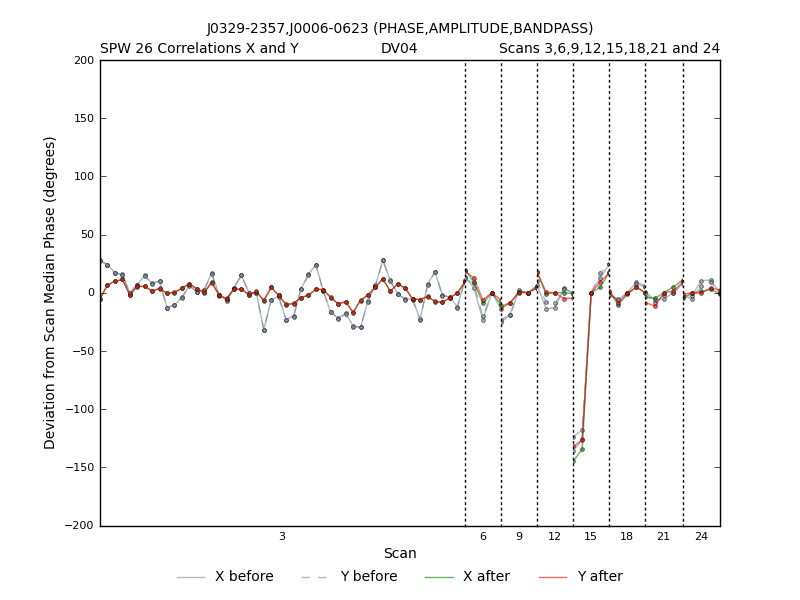 J0329-2357,J0006-0623 (PHASE,AMPLITUDE,BANDPASS)
SPW 26 Correlations X and Y DV04 Scans 3,6,9,12,15,18,21 and 24
200
150
100
50
0
−50
−100
−150
−200
Deviation from Scan Median Phase (degrees)
3 6 9 12 15 18 21 24
Scan
X before Y before X after Y after